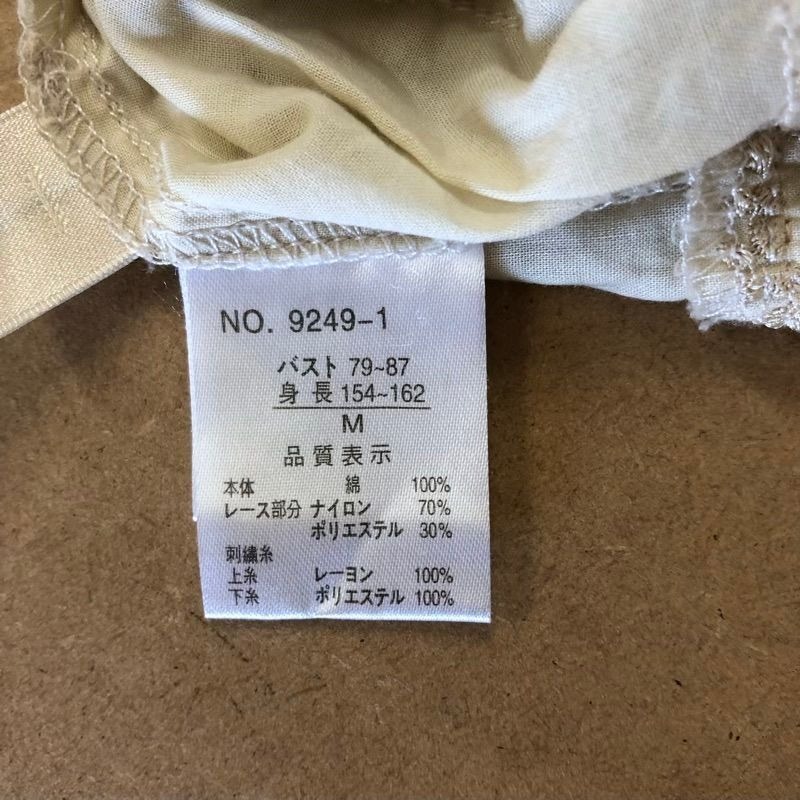 NO. 9249-1
バスト 79~87
身長 154~162
M
品質表示
本体 綿 100%
レース部分 ナイロン 70%
ポリエステル 30%
刺繍糸
上糸 レーヨン 100%
下糸 ポリエステル 100%